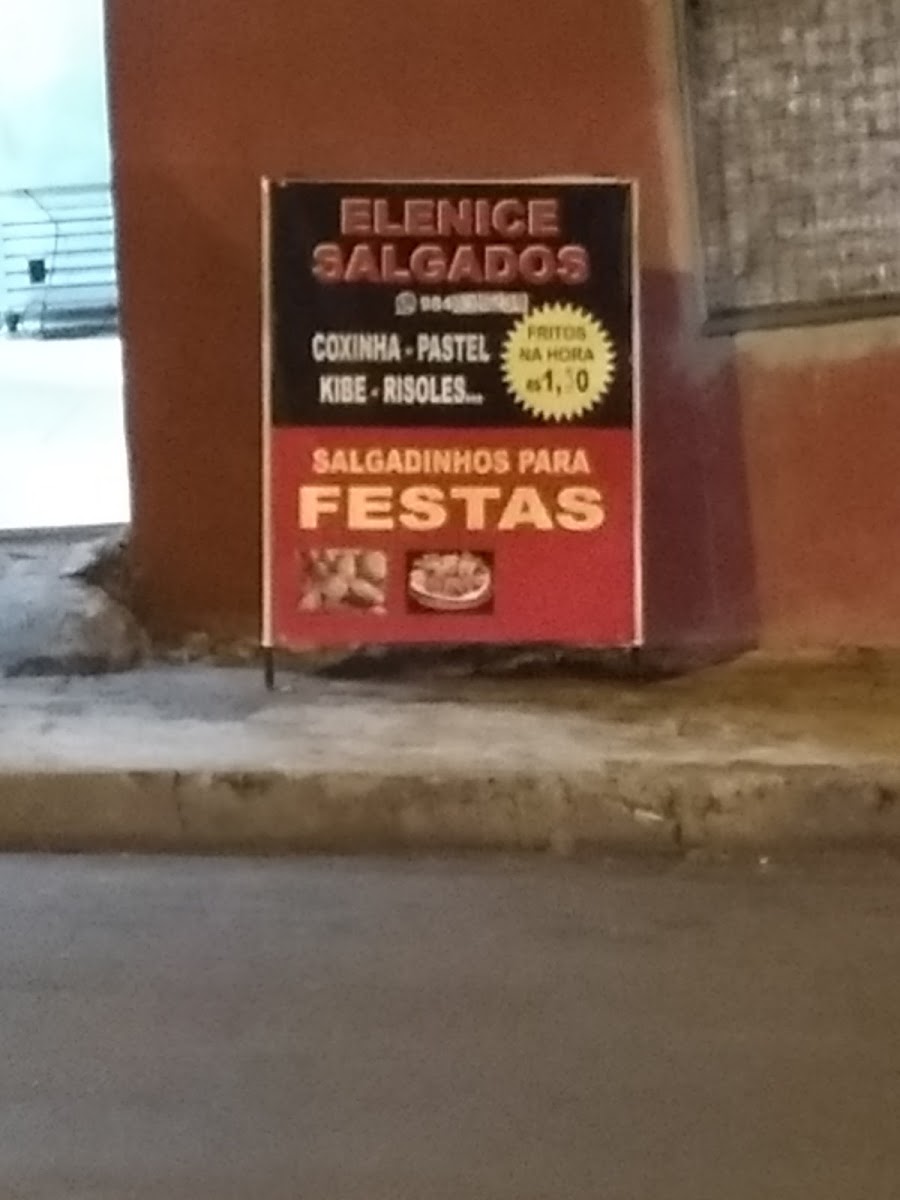 ELENICE
SALGADOS
COXINHA - PASTEL
KIBE - RISOLES...
FRITOS
NA HORA
SALGADINHOS PARA
FESTAS